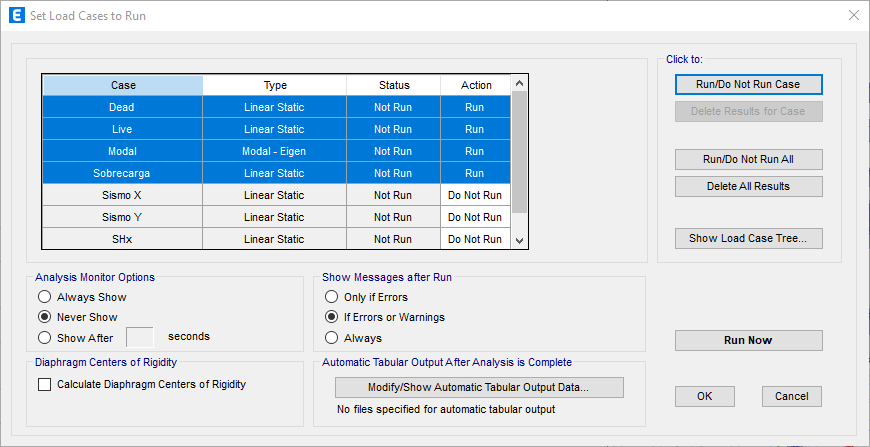 E Set Load Cases to Run
Click to:
Case Type Status Action
Dead Linear Static Not Run Run
Live Linear Static Not Run Run
Modal Modal - Eigen Not Run Run
Sobrecarga Linear Static Not Run Run
Sismo X Linear Static Not Run Do Not Run
Sismo Y Linear Static Not Run Do Not Run
SHx Linear Static Not Run Do Not Run
Run/Do Not Run Case
Delete Results for Case
Run/Do Not Run All
Delete All Results
Show Load Case Tree...
Analysis Monitor Options
Always Show
Never Show
Show After seconds
Show Messages after Run
Only if Errors
If Errors or Warnings
Always
Diaphragm Centers of Rigidity
Calculate Diaphragm Centers of Rigidity
Automatic Tabular Output After Analysis is Complete
Modify/Show Automatic Tabular Output Data...
No files specified for automatic tabular output
Run Now
OK Cancel